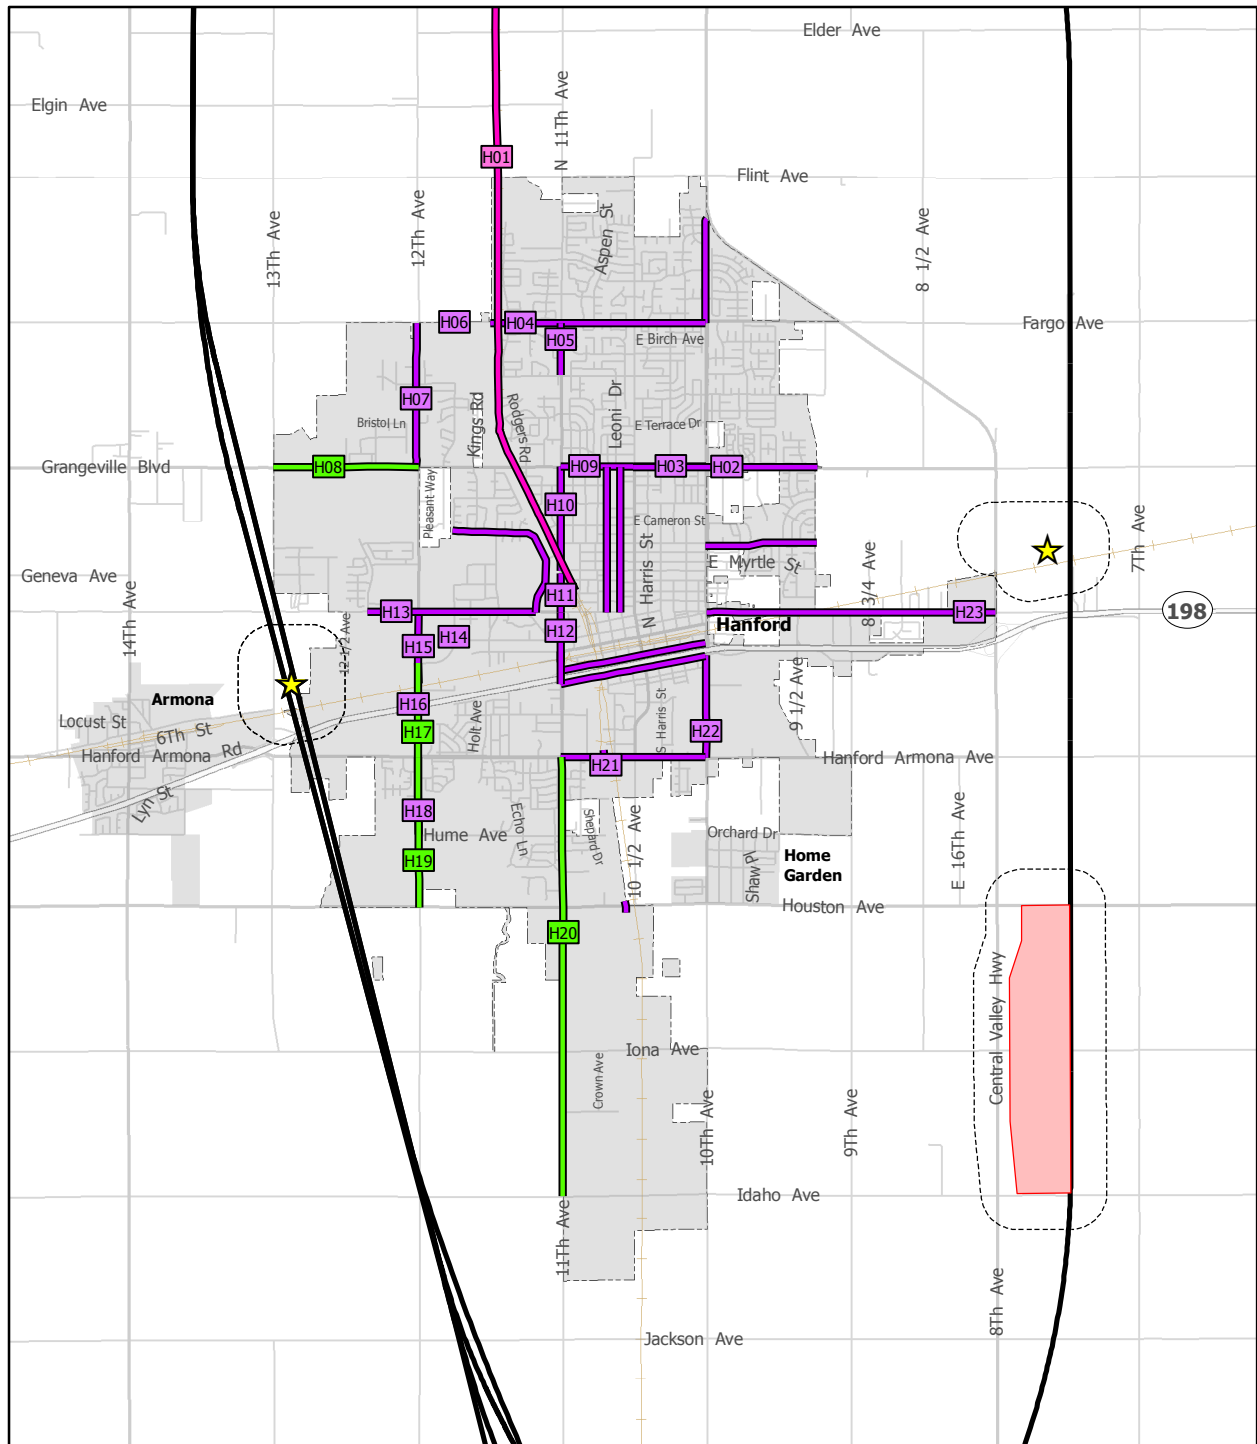 Elder Ave
Elgin Ave
N 11Th Ave
H01
Flint Ave
12Th Ave
13Th Ave
Aspen St
8 1/2 Ave
H06
H04
Fargo Ave
H05
E Birch Ave
H07
Kings Rd
Rodgers Rd
Leoni Dr
Bristol Ln
E Terrace Dr
Grangeville Blvd
H08
H09
H03
H02
Pleasant Way
H10
E Cameron St
N Harris St
7Th Ave
E Myrtle St
8 3/4 Ave
Geneva Ave
14Th Ave
H11
H13
H23
198
Hanford
H12
H14
H15
12 1/2 Ave
9 1/2 Ave
Armona
H16
Locust St
6Th St
H17
Holt Ave
S Harris St
H22
Hanford Armona Rd
Hanford Armona Ave
H21
Lyn St
H18
Hume Ave
Echo Ln
Shepard Dr
10 1/2 Ave
Orchard Dr
E 16Th Ave
H19
Shaw Pl
Home
Garden
Houston Ave
H20
Central Valley Hwy
Iona Ave
Crown Ave
10Th Ave
9Th Ave
Idaho Ave
11Th Ave
8Th Ave
Jackson Ave